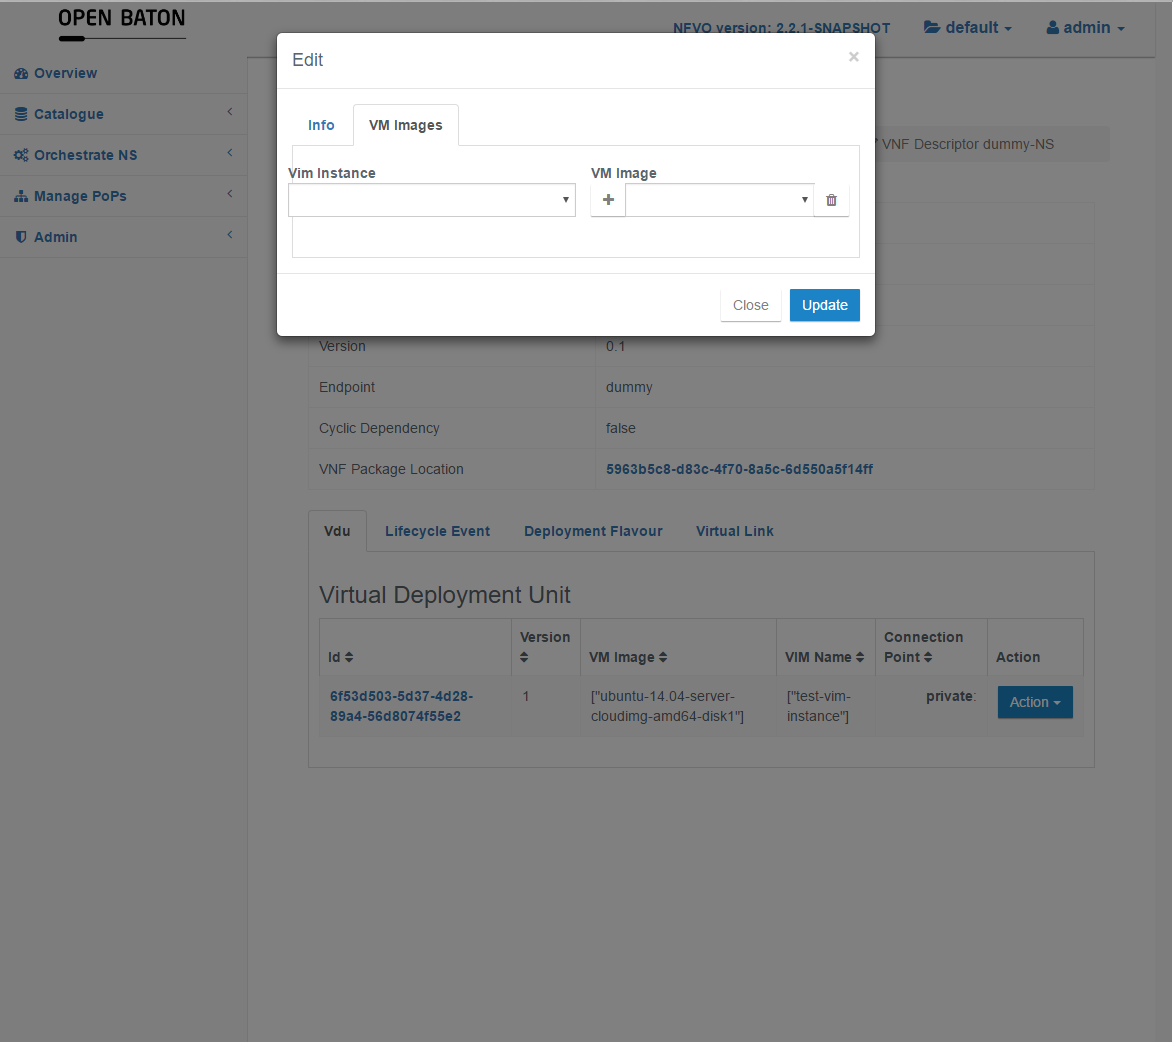 OPEN BATON
NFVO version: 2.2.1-SNAPSHOT
default
admin
Overview
Catalogue
Orchestrate NS
Manage PoPs
Admin
Edit
×
Info
VM Images
Vim Instance
VM Image
Close
Update
VNF Descriptor dummy-NS
Version
0.1
Endpoint
dummy
Cyclic Dependency
false
VNF Package Location
5963b5c8-d83c-4f70-8a5c-6d550a5f14ff
Vdu
Lifecycle Event
Deployment Flavour
Virtual Link
Virtual Deployment Unit
Id
Version
VM Image
VIM Name
Connection
Point
Action
6f53d503-5d37-4d28-
89a4-56d8074f55e2
1
["ubuntu-14.04-server-
cloudimg-amd64-disk1"]
["test-vim-
instance"]
private:
Action